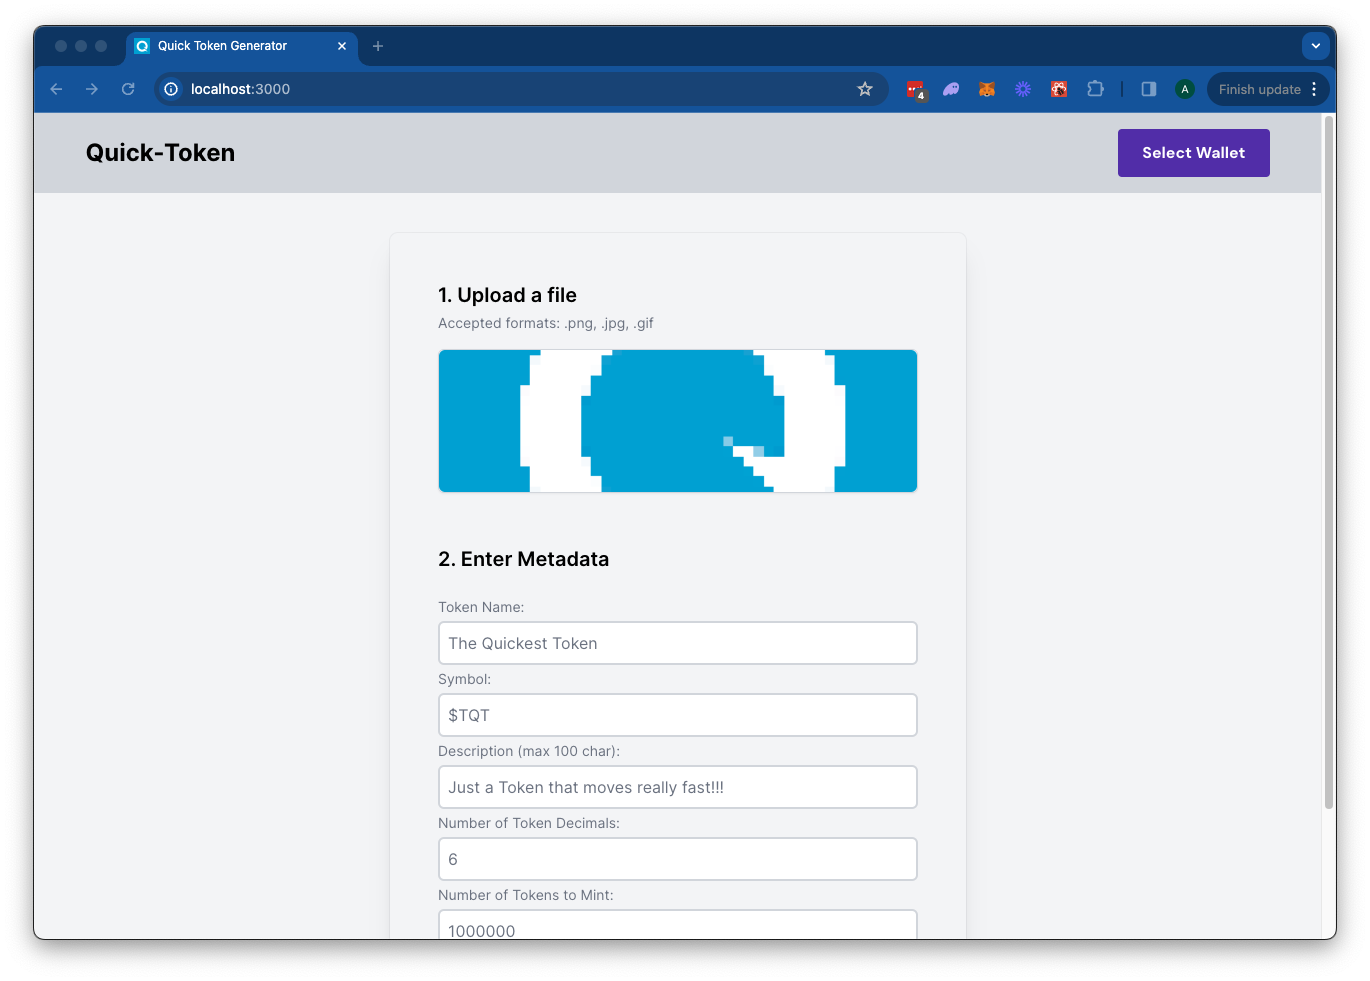 Quick Token Generator
localhost:3000
4
A
Finish update
Quick-Token
Select Wallet
1. Upload a file
Accepted formats: .png, .jpg, .gif
2. Enter Metadata
Token Name:
The Quickest Token
Symbol:
$TQT
Description (max 100 char):
Just a Token that moves really fast!!!
Number of Token Decimals:
6
Number of Tokens to Mint:
1000000